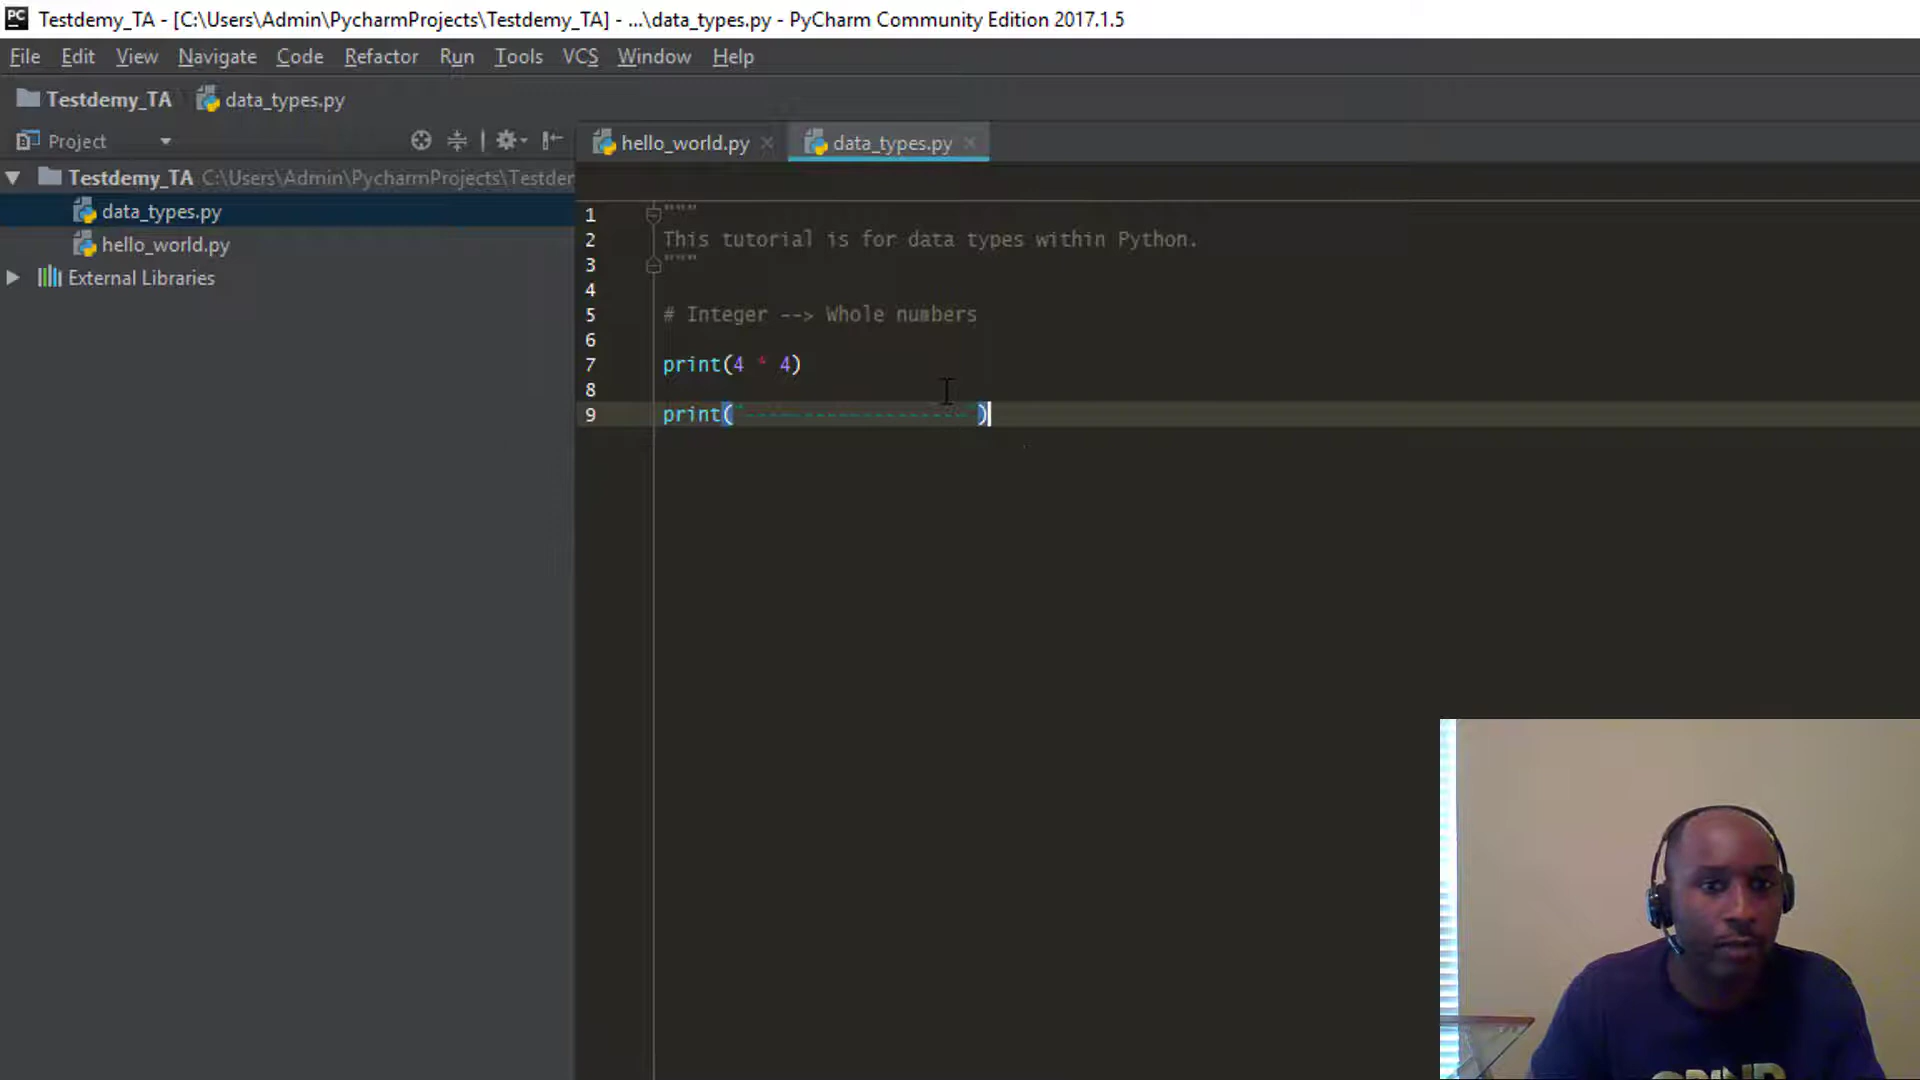 PC Testdemy_TA - [C:\Users\Admin\PycharmProjects\Testdemy_TA] - ...\data_types.py - PyCharm Community Edition 2017.1.5
File Edit View Navigate Code Refactor Run Tools VCS Window Help
Testdemy_TA data_types.py
Project
hello_world.py data_types.py
Testdemy_TA C:\Users\Admin\PycharmProjects\Testdem
data_types.py
hello_world.py
External Libraries
1 """
2 This tutorial is for data types within Python.
3 """
4
5 # Integer --> Whole numbers
6
7 print(4 * 4)
8
9 print("--------------------")
GRIND